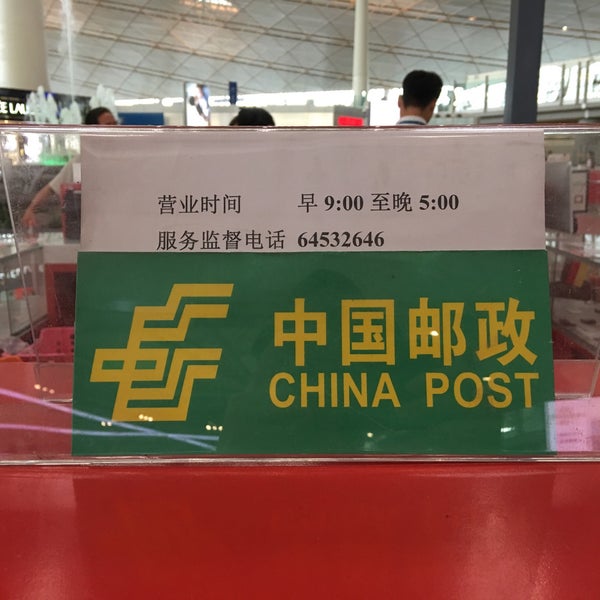 营业时间 早 9:00 至晚 5:00
服务监督电话 64532646
中国邮政
CHINA POST